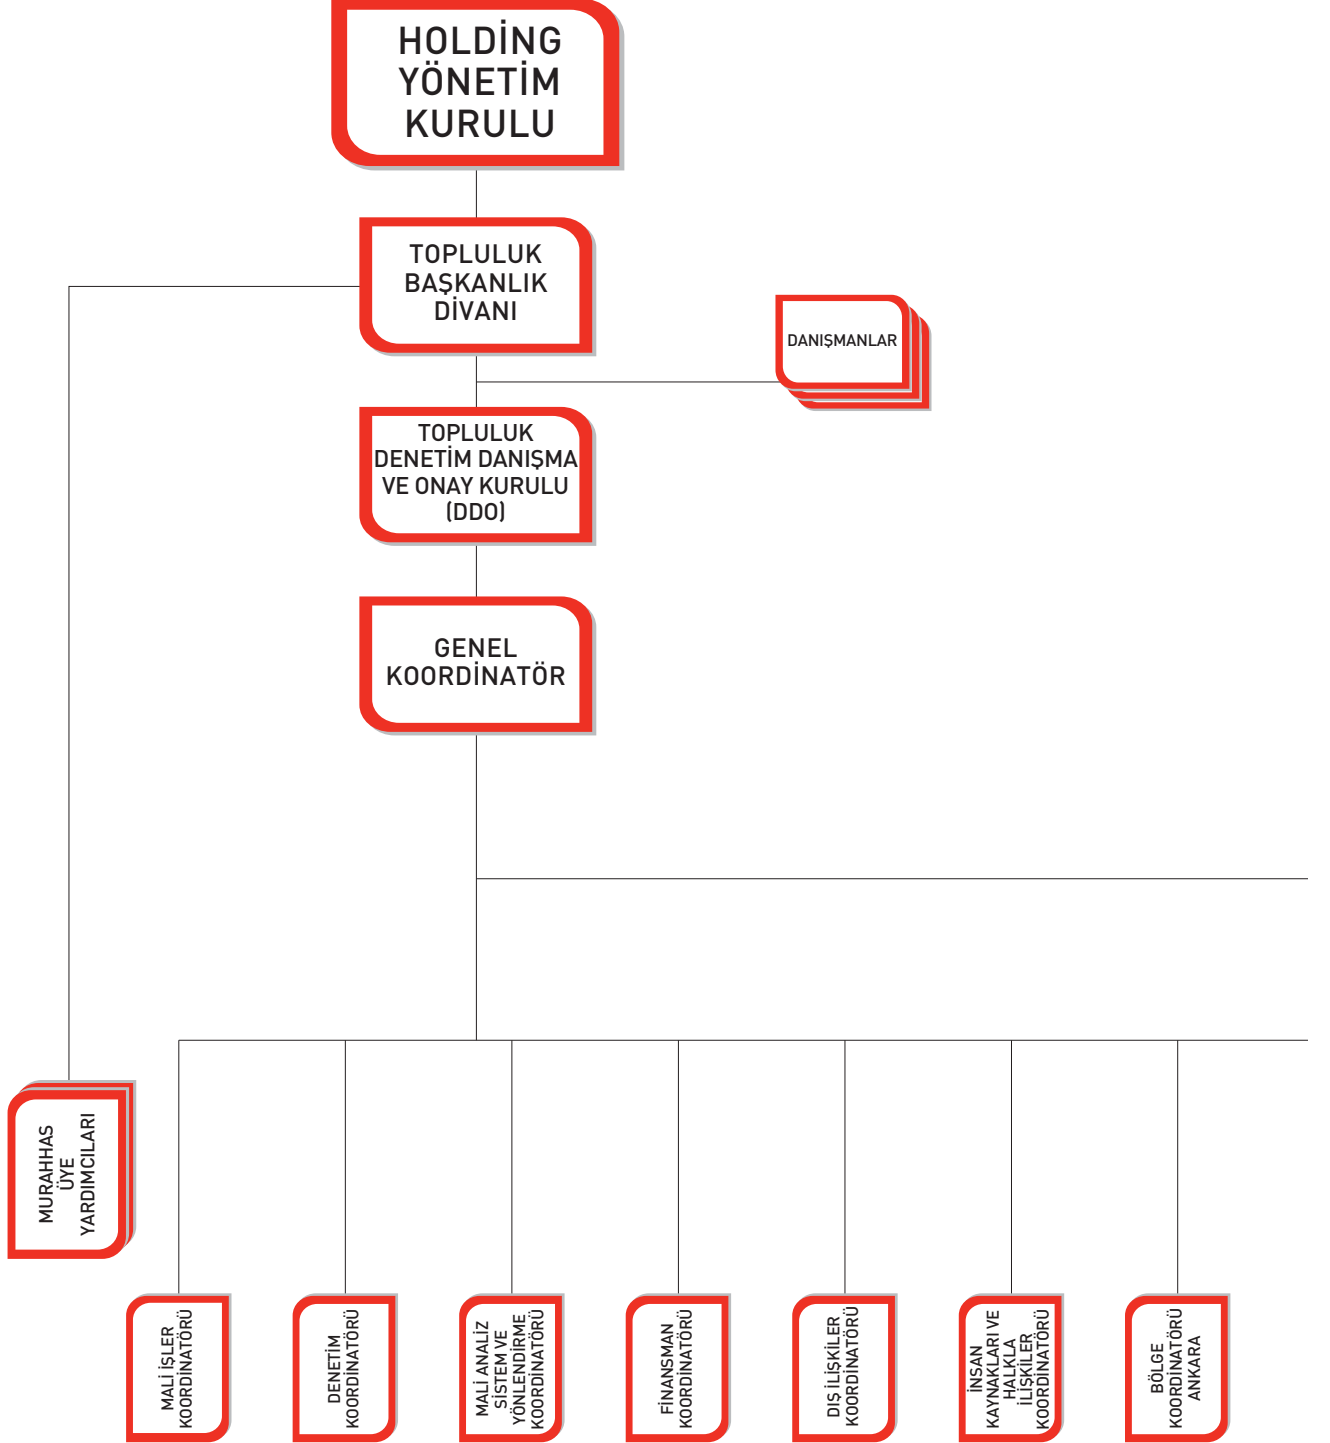 HOLDİNG
YÖNETİM
KURULU
TOPLULUK
BAŞKANLIK
DİVANI
DANIŞMANLAR
TOPLULUK
DENETİM DANIŞMA
VE ONAY KURULU
(DDO)
GENEL
KOORDİNATÖR
MURAHHAS
ÜYE
YARDIMCILARI
MALİ İŞLER
KOORDİNATÖRÜ
DENETİM
KOORDİNATÖRÜ
MALİ ANALİZ
SİSTEM VE
YÖNLENDİRME
KOORDİNATÖRÜ
FİNANSMAN
KOORDİNATÖRÜ
DIŞ İLİŞKİLER
KOORDİNATÖRÜ
İNSAN
KAYNAKLARI VE
HALKLA
İLİŞKİLER
KOORDİNATÖRÜ
BÖLGE
KOORDİNATÖRÜ
ANKARA